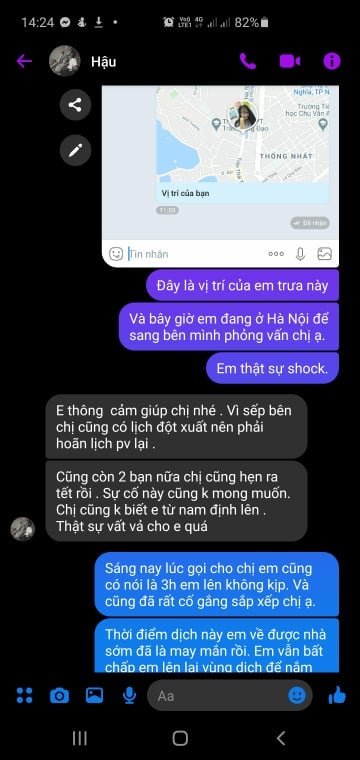 14:24
82%
Hậu
Nghĩa, TP N
Trường Ti
học Chu Văn A
THỐNG NHẤT
Vị trí của bạn
11:50
Đã nhận
Tin nhắn
Đây là vị trí của em trưa này
Và bây giờ em đang ở Hà Nội để
sang bên mình phỏng vấn chị ạ.
Em thật sự shock.
E thông cảm giúp chị nhé . Vì sếp bên
chị cũng có lịch đột xuất nên phải
hoãn lịch pv lại .
Cũng còn 2 bạn nữa chị cũng hẹn ra
tết rồi . Sự cố này cũng k mong muốn.
Chị cũng k biết e từ nam định lên .
Thật sự vất vả cho e quá
Sáng nay lúc gọi cho chị em cũng
có nói là 3h em lên không kịp. Và
cũng đã rất cố gắng sắp xếp chị ạ.
Thời điểm dịch này em về được nhà
sớm đã là may mắn rồi. Em vẫn bất
chấp em lên lại vùng dịch để nắm
Aa